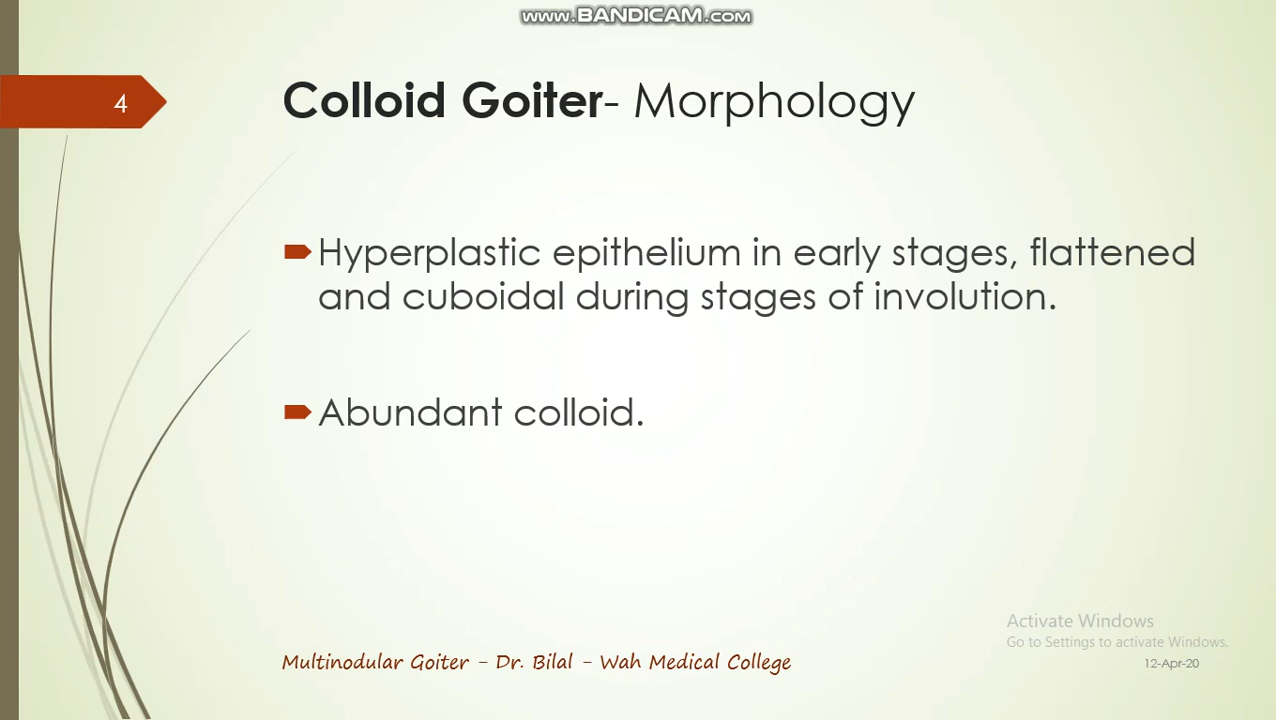 www.BANDICAM.com
4
Colloid Goiter- Morphology
Hyperplastic epithelium in early stages, flattened
and cuboidal during stages of involution.
Abundant colloid.
Activate Windows
Go to Settings to activate Windows.
Multinodular Goiter - Dr. Bilal - Wah Medical College
12-Apr-20